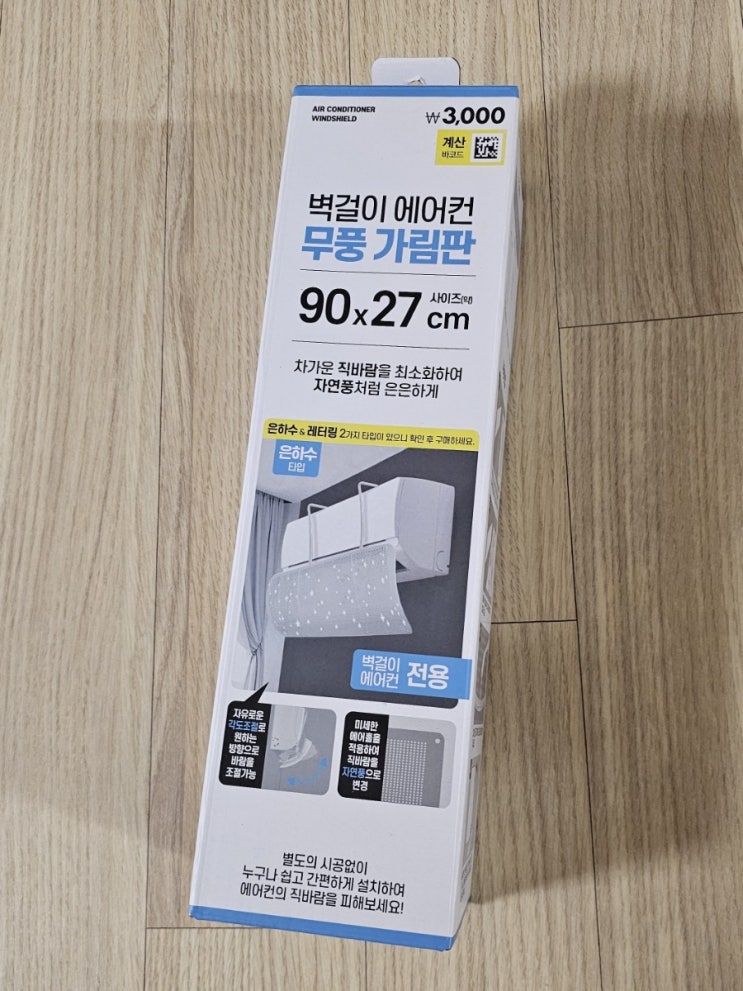 AIR CONDITIONER
WINDSHIELD
₩3,000
계산
바코드
벽걸이 에어컨
무풍 가림판
90x27 cm
사이즈(약)
차가운 직바람을 최소화하여
자연풍처럼 은은하게
은하수 & 레터링 2가지 타입이 있으니 확인 후 구매하세요.
은하수
타입
벽걸이
에어컨 전용
자유로운
각도조절로
원하는
방향으로
바람을
조절가능
미세한
에어홀을
적용하여
직바람을
자연풍으로
변경
별도의 시공없이
누구나 쉽고 간편하게 설치하여
에어컨의 직바람을 피해보세요!